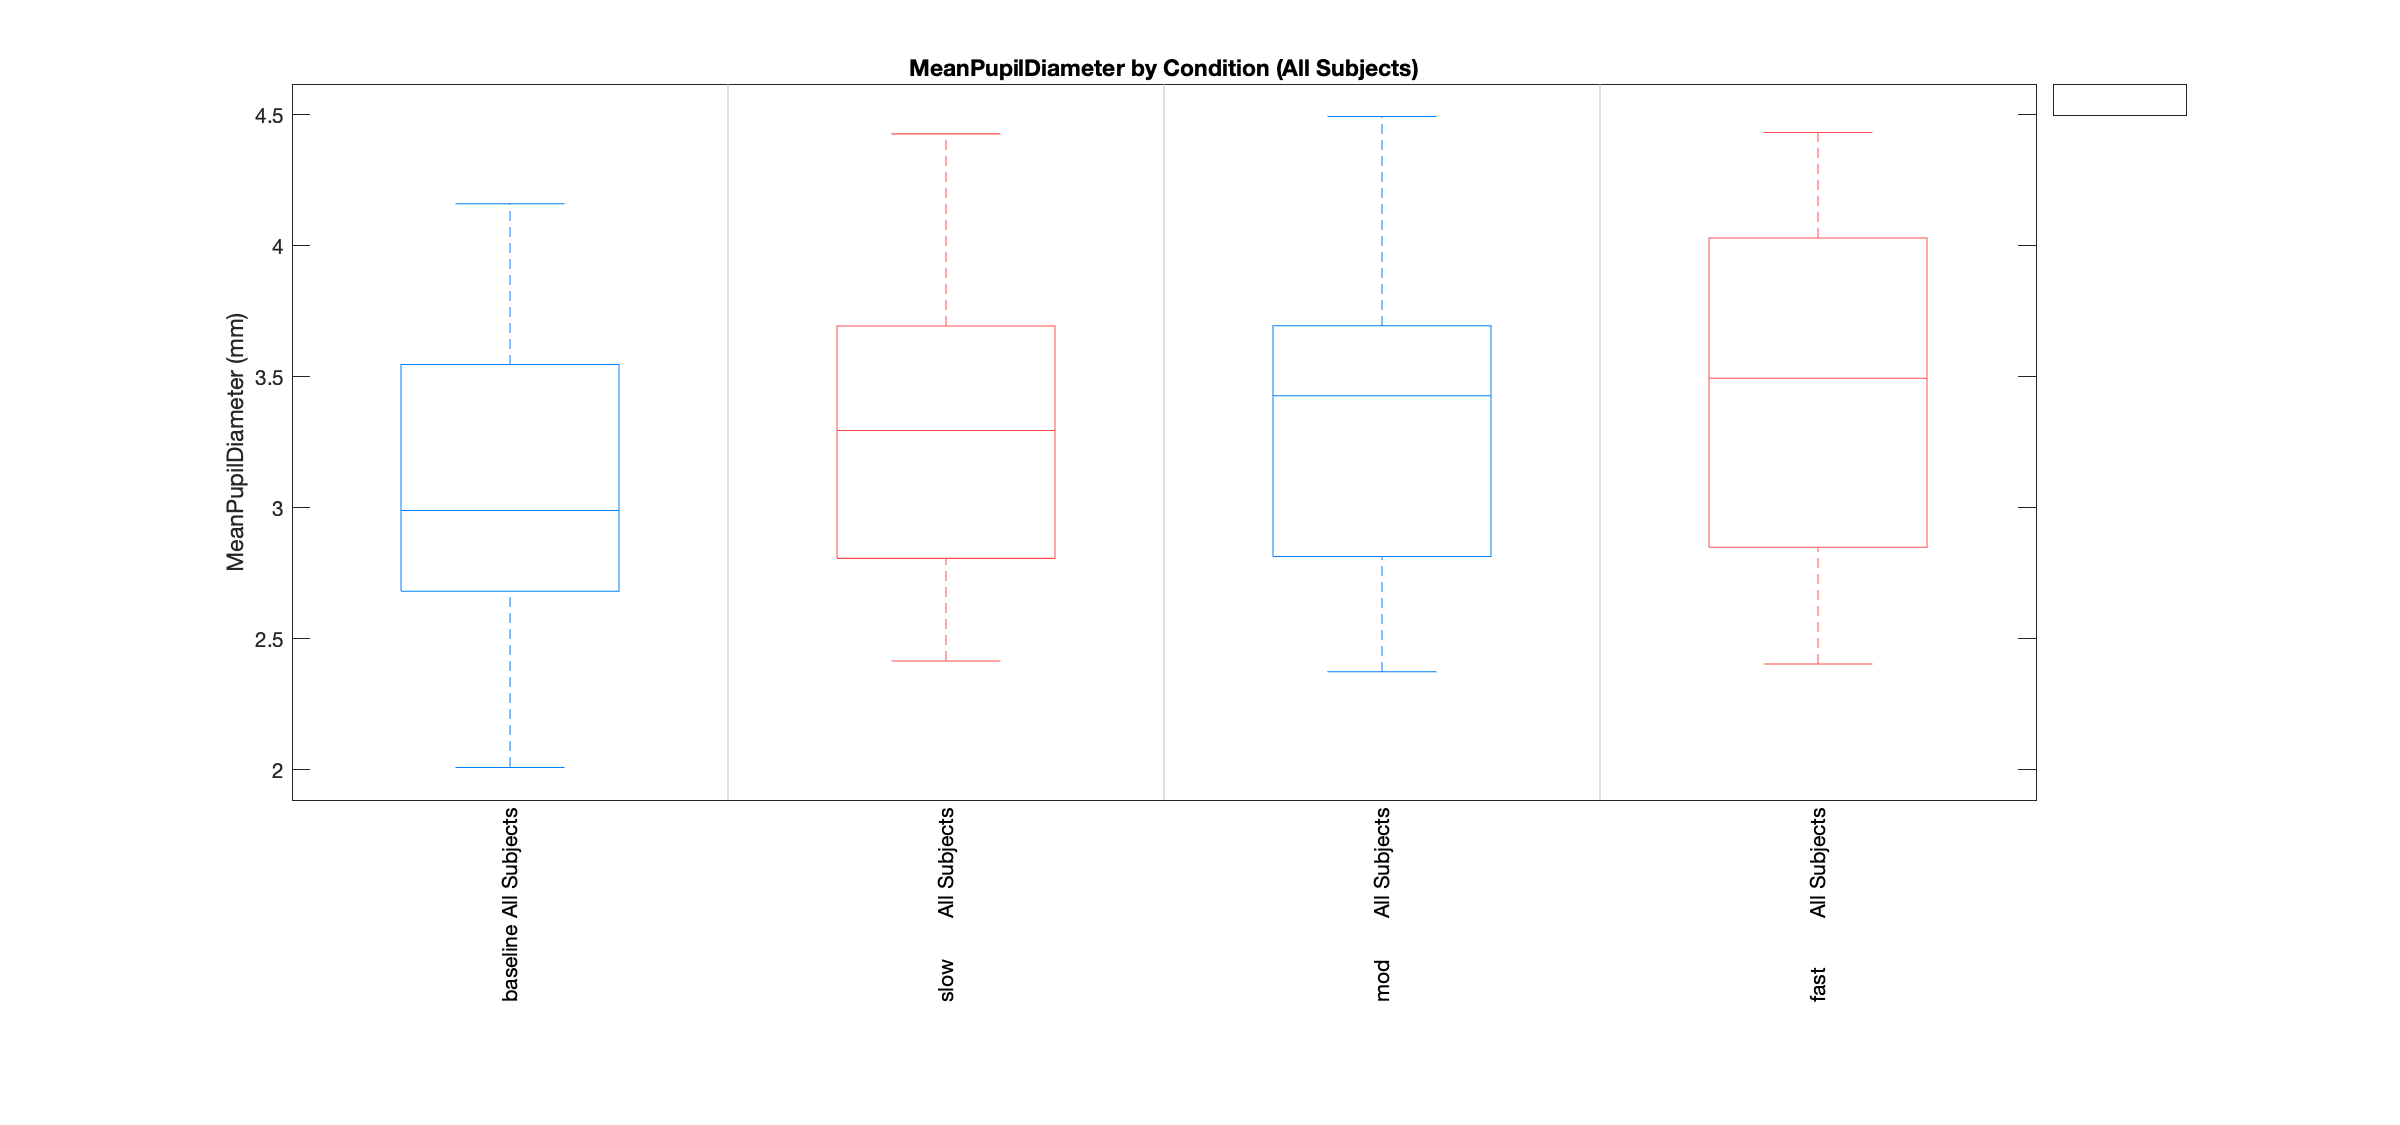 MeanPupilDiameter by Condition (All Subjects)
MeanPupilDiameter (mm)
4.5
4
3.5
3
2.5
2
baseline All Subjects
slow All Subjects
mod All Subjects
fast All Subjects